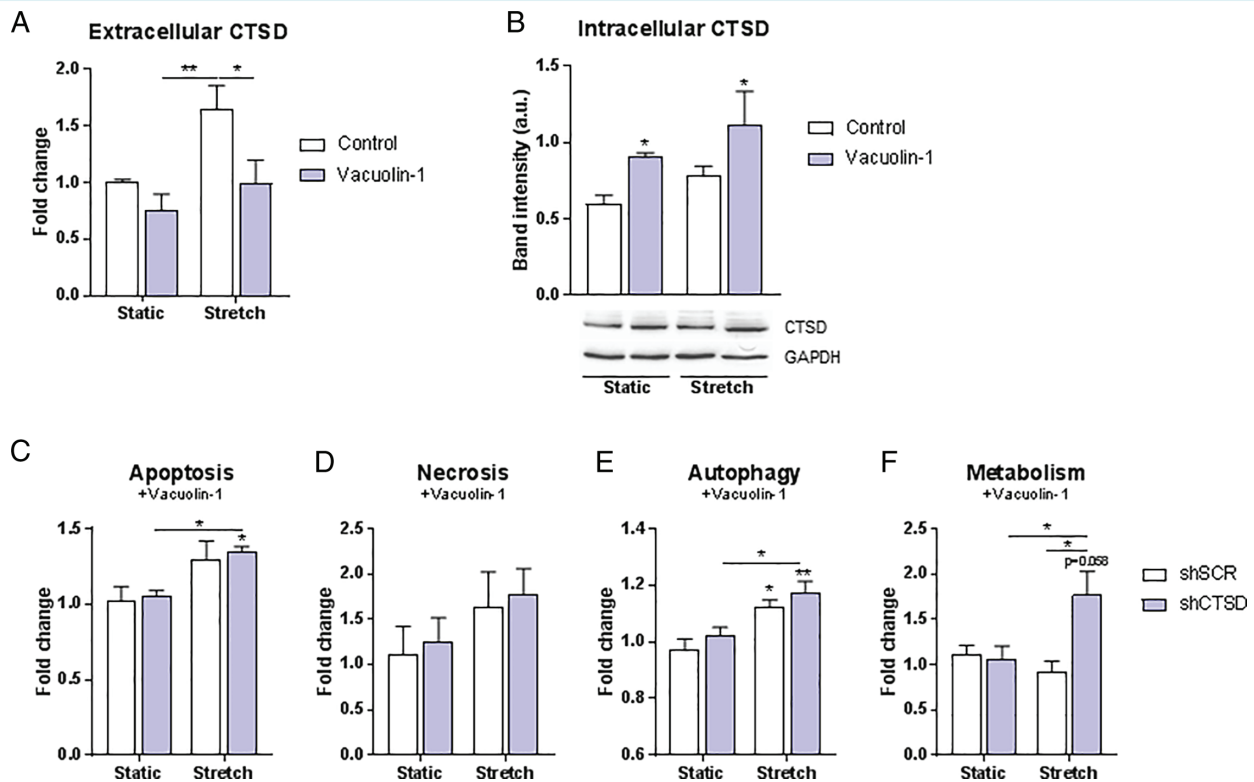 A
Extracellular CTSD
2.0
1.5
1.0
0.5
0.0
Fold change
**
*
Control
Vacuolin-1
Static
Stretch
B
Intracellular CTSD
1.5
1.0
0.5
0.0
Band intensity (a.u.)
*
*
Control
Vacuolin-1
CTSD
GAPDH
Static
Stretch
C
Apoptosis
+Vacuolin-1
1.5
1.0
0.5
0.0
Fold change
*
*
Static
Stretch
D
Necrosis
+Vacuolin-1
2.5
2.0
1.5
1.0
0.5
0.0
Fold change
Static
Stretch
E
Autophagy
+Vacuolin-1
1.4
1.2
1.0
0.8
0.6
Fold change
*
*
**
Static
Stretch
F
Metabolism
+Vacuolin-1
2.5
2.0
1.5
1.0
0.5
0.0
Fold change
*
*
p=0.058
Static
Stretch
shSCR
shCTSD